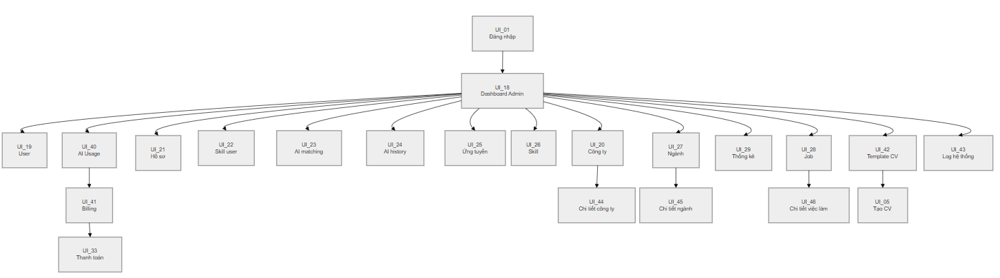 UI_01
Đăng nhập
UI_18
Dashboard Admin
UI_19
User
UI_40
AI Usage
UI_21
Hồ sơ
UI_22
Skill user
UI_23
AI matching
UI_24
AI history
UI_25
Ứng tuyển
UI_26
Skill
UI_20
Công ty
UI_27
Ngành
UI_29
Thống kê
UI_28
Job
UI_42
Template CV
UI_43
Log hệ thống
UI_41
Billing
UI_44
Chi tiết công ty
UI_45
Chi tiết ngành
UI_46
Chi tiết việc làm
UI_05
Tạo CV
UI_33
Thanh toán